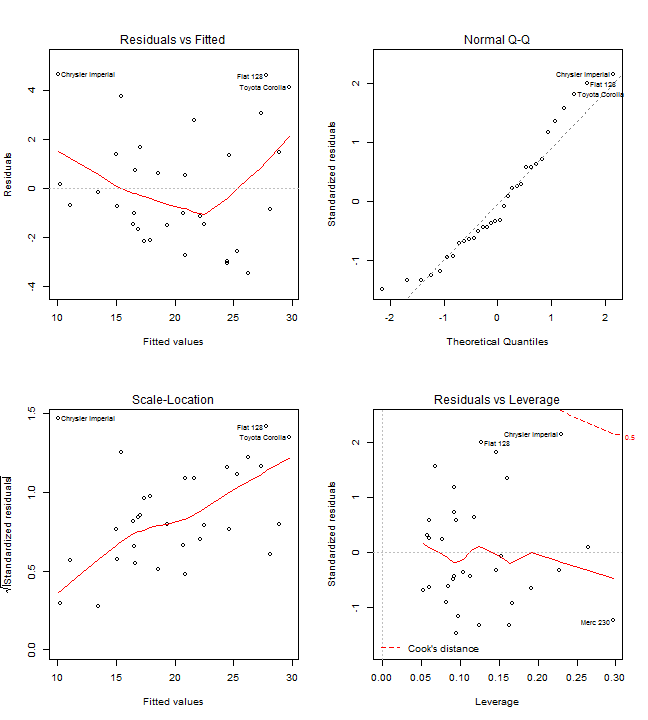 Residuals vs Fitted
Chrysler Imperial
Fiat 128
Toyota Corolla
Residuals
4
2
0
-2
-4
10 15 20 25 30
Fitted values
Normal Q-Q
Chrysler Imperial
Fiat 128
Toyota Corolla
Standardized residuals
2
1
0
-1
-2 -1 0 1 2
Theoretical Quantiles
Scale-Location
Chrysler Imperial
Fiat 128
Toyota Corolla
√|Standardized residuals|
1.5
1.0
0.5
0.0
10 15 20 25 30
Fitted values
Residuals vs Leverage
Chrysler Imperial
Fiat 128
0.5
Standardized residuals
2
1
0
-1
Merc 230
Cook's distance
0.00 0.05 0.10 0.15 0.20 0.25 0.30
Leverage